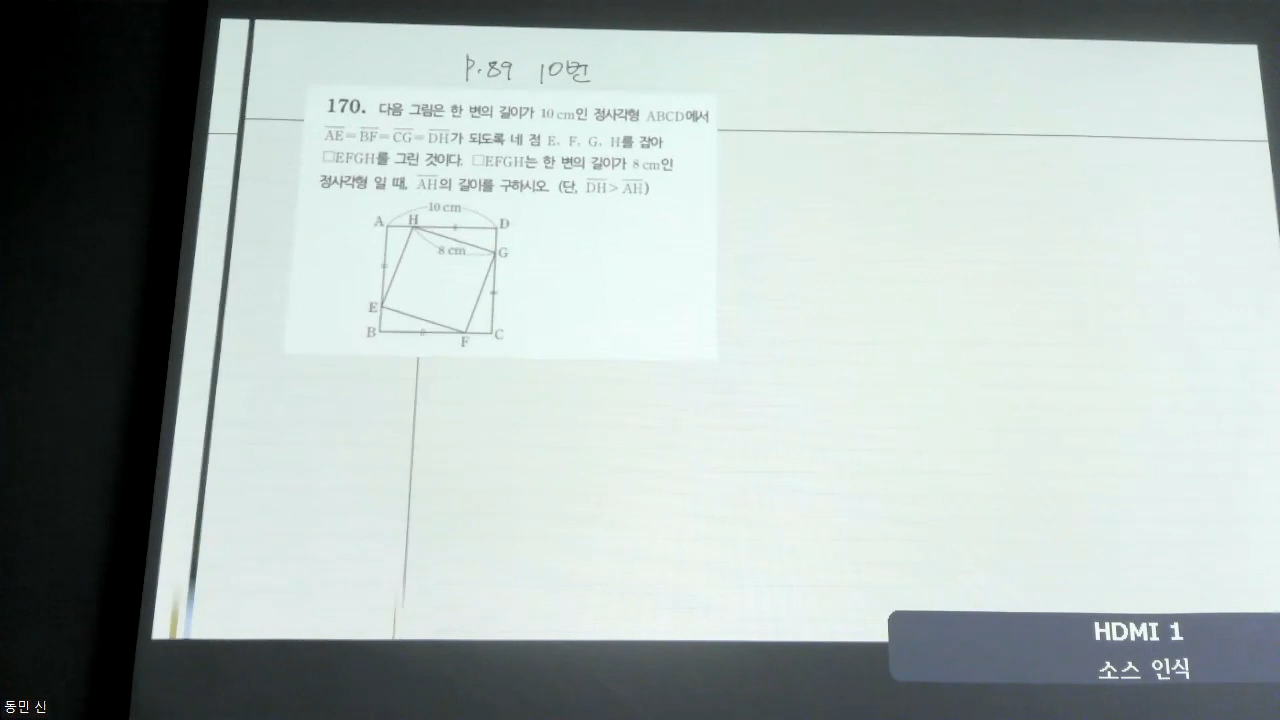 p.89 10번
170. 다음 그림은 한 변의 길이가 10 cm인 정사각형 ABCD에서
AE=BF=CG=DH가 되도록 네 점 E, F, G, H를 잡아
□EFGH를 그린 것이다. □EFGH는 한 변의 길이가 8 cm인
정사각형 일 때, AH의 길이를 구하시오. (단, DH>AH)
10 cm
A H D
8 cm G
E
B F C
HDMI 1
소스 인식
동민 신